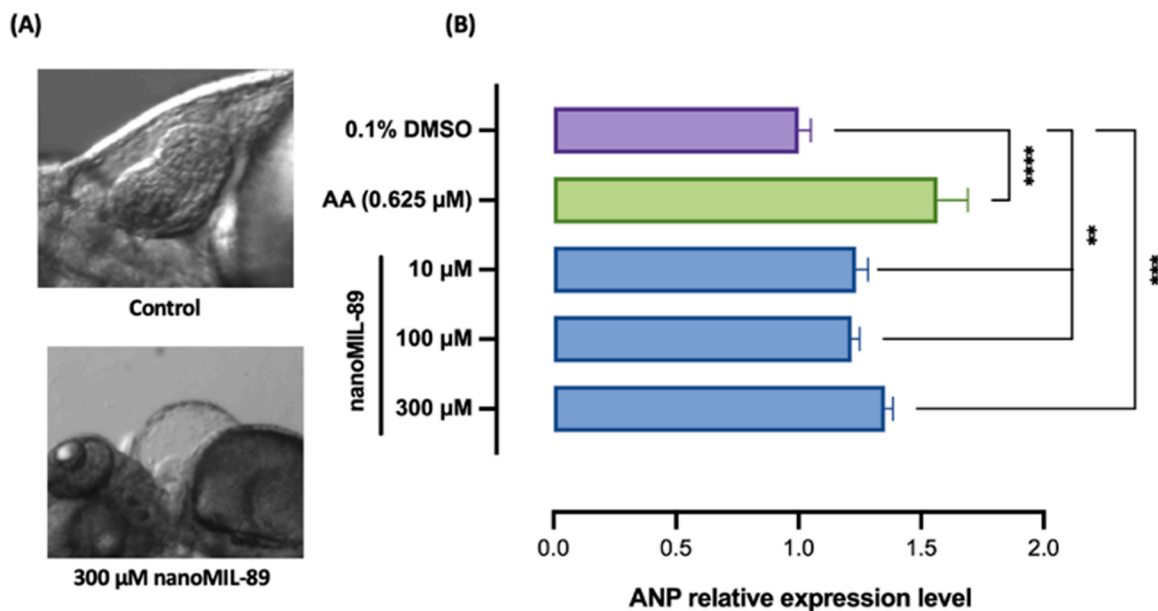 (A)
Control
300 μM nanoMIL-89
(B)
0.1% DMSO
AA (0.625 μM)
nanoMIL-89
10 μM
100 μM
300 μM
****
**
***
0.0 0.5 1.0 1.5 2.0
ANP relative expression level